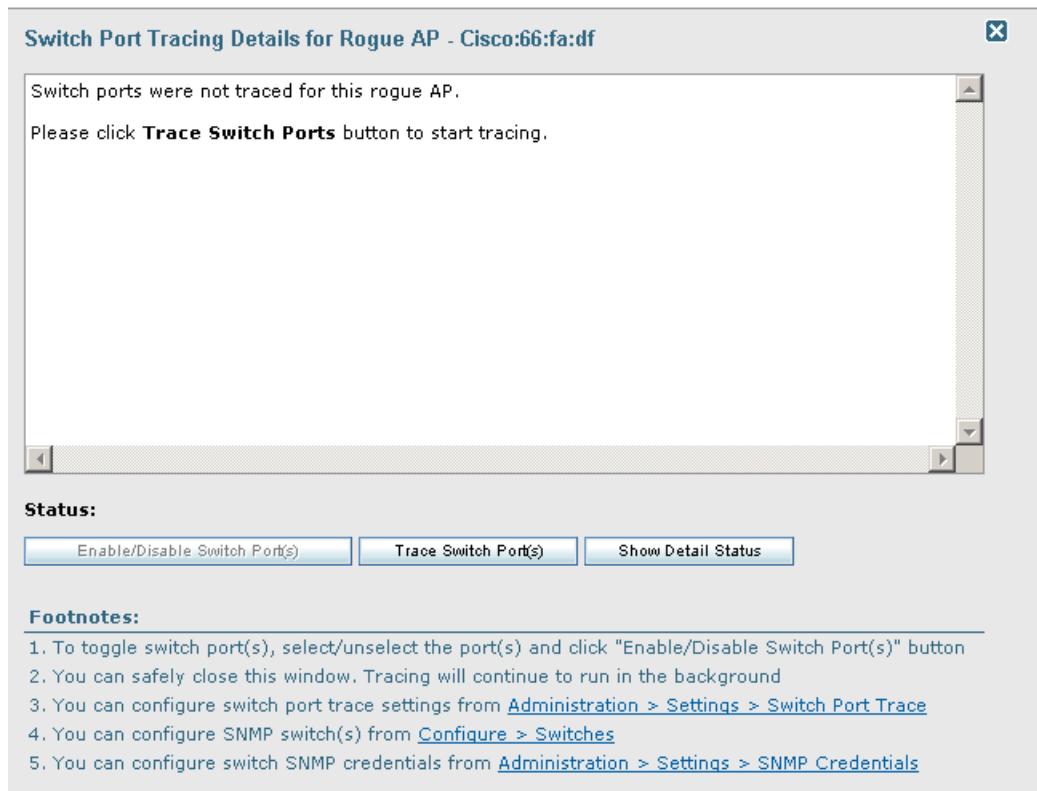 Switch Port Tracing Details for Rogue AP - Cisco:66:fa:df
Switch ports were not traced for this rogue AP.
Please click Trace Switch Ports button to start tracing.
Status:
Enable/Disable Switch Port(s)
Trace Switch Port(s)
Show Detail Status
Footnotes:
1. To toggle switch port(s), select/unselect the port(s) and click "Enable/Disable Switch Port(s)" button
2. You can safely close this window. Tracing will continue to run in the background
3. You can configure switch port trace settings from Administration > Settings > Switch Port Trace
4. You can configure SNMP switch(s) from Configure > Switches
5. You can configure switch SNMP credentials from Administration > Settings > SNMP Credentials